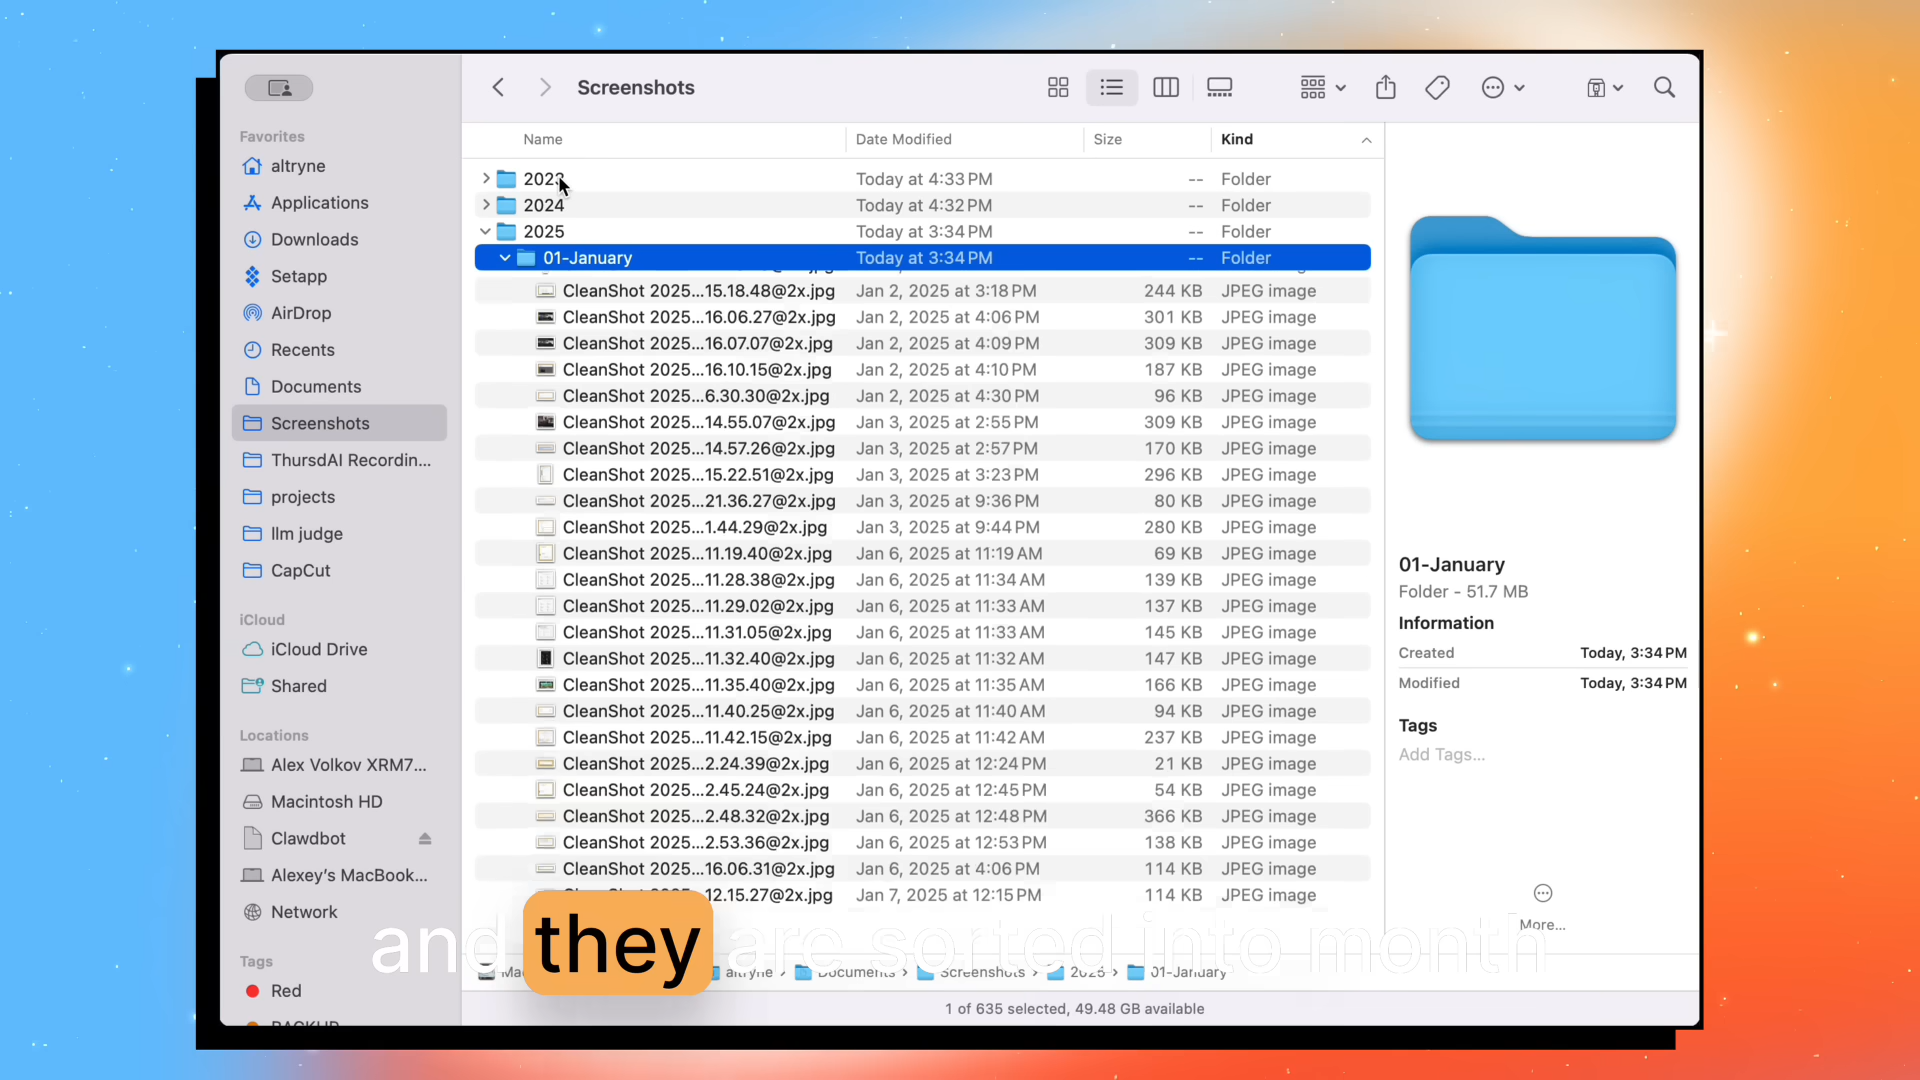 Screenshots
Favorites
altryne
Applications
Downloads
Setapp
AirDrop
Recents
Documents
Screenshots
ThursdAI Recordin...
projects
llm judge
CapCut
iCloud
iCloud Drive
Shared
Locations
Alex Volkov XRM7...
Macintosh HD
Clawdbot
Alexey's MacBook...
Network
Tags
Red
Name Date Modified Size Kind
2023 Today at 4:33 PM -- Folder
2024 Today at 4:32 PM -- Folder
2025 Today at 3:34 PM -- Folder
01-January Today at 3:34 PM -- Folder
CleanShot 2025...15.18.48@2x.jpg Jan 2, 2025 at 3:18 PM 244 KB JPEG image
CleanShot 2025...16.06.27@2x.jpg Jan 2, 2025 at 4:06 PM 301 KB JPEG image
CleanShot 2025...16.07.07@2x.jpg Jan 2, 2025 at 4:09 PM 309 KB JPEG image
CleanShot 2025...16.10.15@2x.jpg Jan 2, 2025 at 4:10 PM 187 KB JPEG image
CleanShot 2025...6.30.30@2x.jpg Jan 2, 2025 at 4:30 PM 96 KB JPEG image
CleanShot 2025...14.55.07@2x.jpg Jan 3, 2025 at 2:55 PM 309 KB JPEG image
CleanShot 2025...14.57.26@2x.jpg Jan 3, 2025 at 2:57 PM 170 KB JPEG image
CleanShot 2025...15.22.51@2x.jpg Jan 3, 2025 at 3:23 PM 296 KB JPEG image
CleanShot 2025...21.36.27@2x.jpg Jan 3, 2025 at 9:36 PM 80 KB JPEG image
CleanShot 2025...1.44.29@2x.jpg Jan 3, 2025 at 9:44 PM 280 KB JPEG image
CleanShot 2025...11.19.40@2x.jpg Jan 6, 2025 at 11:19 AM 69 KB JPEG image
CleanShot 2025...11.28.38@2x.jpg Jan 6, 2025 at 11:34 AM 139 KB JPEG image
CleanShot 2025...11.29.02@2x.jpg Jan 6, 2025 at 11:33 AM 137 KB JPEG image
CleanShot 2025...11.31.05@2x.jpg Jan 6, 2025 at 11:33 AM 145 KB JPEG image
CleanShot 2025...11.32.40@2x.jpg Jan 6, 2025 at 11:32 AM 147 KB JPEG image
CleanShot 2025...11.35.40@2x.jpg Jan 6, 2025 at 11:35 AM 166 KB JPEG image
CleanShot 2025...11.40.25@2x.jpg Jan 6, 2025 at 11:40 AM 94 KB JPEG image
CleanShot 2025...11.42.15@2x.jpg Jan 6, 2025 at 11:42 AM 237 KB JPEG image
CleanShot 2025...2.24.39@2x.jpg Jan 6, 2025 at 12:24 PM 21 KB JPEG image
CleanShot 2025...2.45.24@2x.jpg Jan 6, 2025 at 12:45 PM 54 KB JPEG image
CleanShot 2025...2.48.32@2x.jpg Jan 6, 2025 at 12:48 PM 366 KB JPEG image
CleanShot 2025...2.53.36@2x.jpg Jan 6, 2025 at 12:53 PM 138 KB JPEG image
CleanShot 2025...16.06.31@2x.jpg Jan 6, 2025 at 4:06 PM 114 KB JPEG image
12.15.27@2x.jpg Jan 7, 2025 at 12:15 PM 114 KB JPEG image
and they are sorted into month
altryne › Documents › Screenshots › 2025 › 01-January
1 of 635 selected, 49.48 GB available
01-January
Folder - 51.7 MB
Information
Created Today, 3:34 PM
Modified Today, 3:34 PM
Tags
Add Tags...
More...